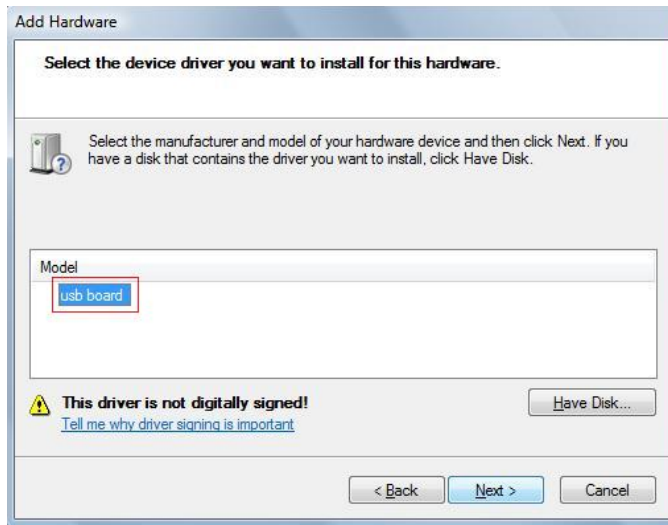 Add Hardware
Select the device driver you want to install for this hardware.
Select the manufacturer and model of your hardware device and then click Next. If you
have a disk that contains the driver you want to install, click Have Disk.
Model
usb board
This driver is not digitally signed!
Have Disk...
Tell me why driver signing is important
< Back
Next >
Cancel